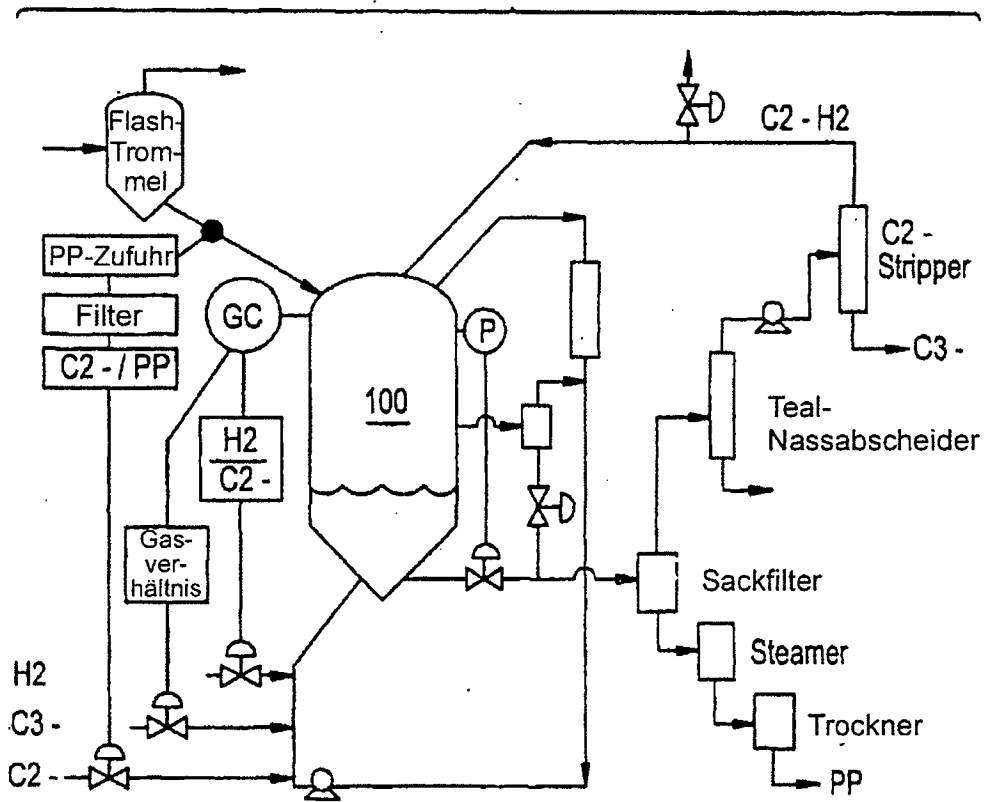 Flash-
Trom-
mel
C2 - H2
C2 -
Stripper
PP-Zufuhr
Filter
C2 - / PP
GC
P
100
H2
C2 -
Gas-
ver-
hältnis
C3 -
Teal-
Nassabscheider
Sackfilter
Steamer
Trockner
PP
H2
C3 -
C2 -